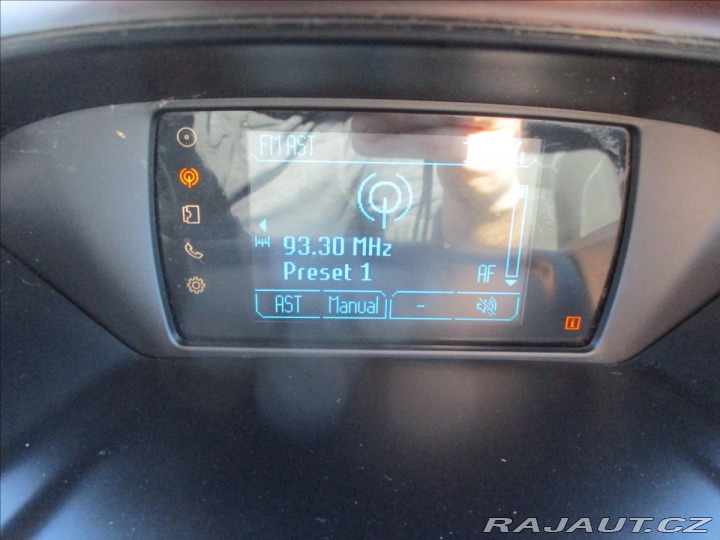 FM AST
93.30 MHz
Preset 1
AF
AST Manual -
RAJAUT.CZ